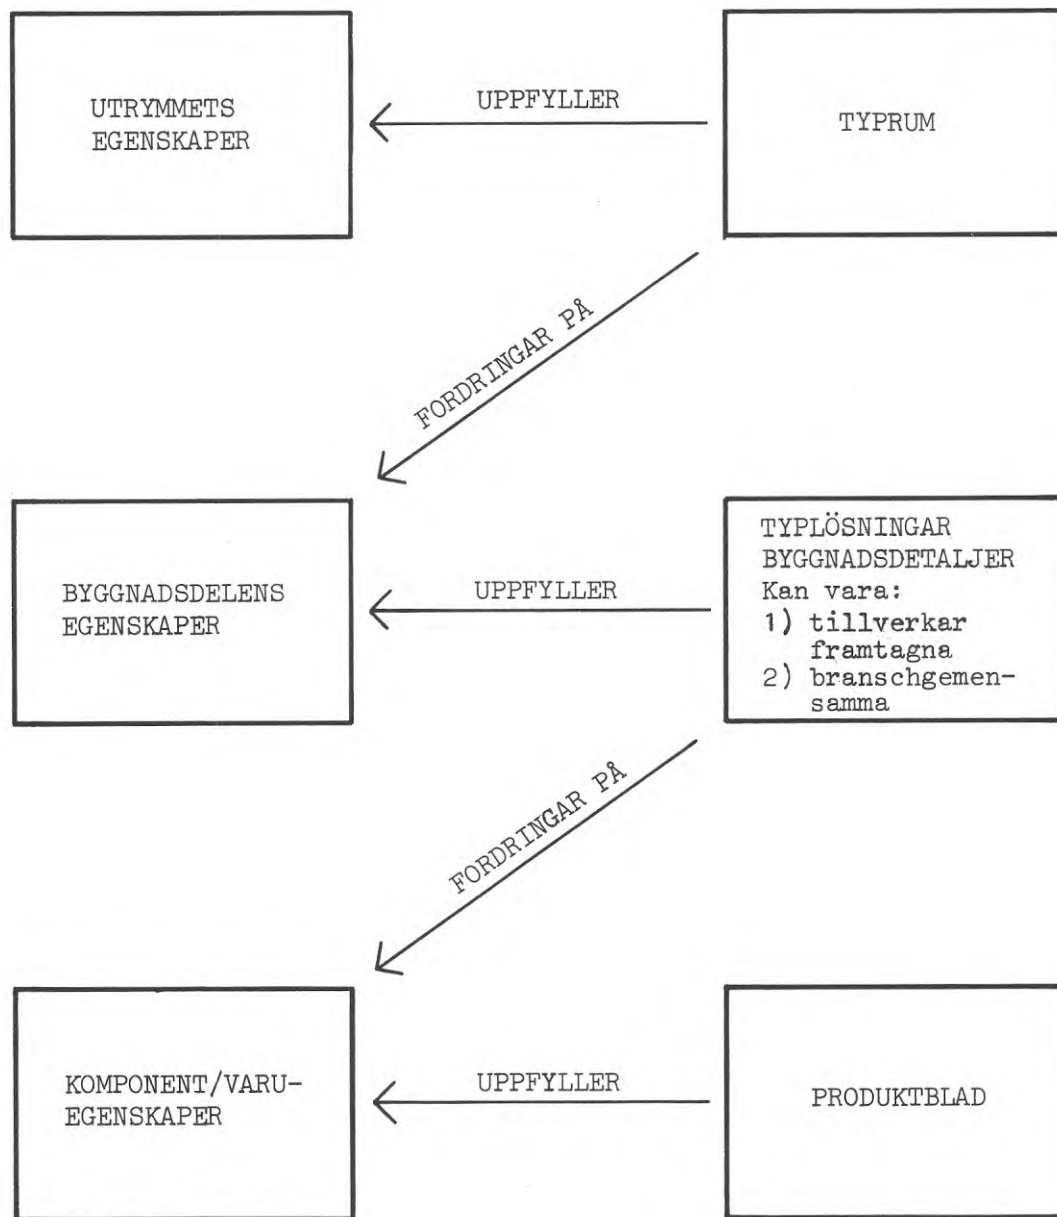 UTRYMMETS
EGENSKAPER
UPPFYLLER
TYPRUM
FORDRINGAR PÅ
BYGGNADSDELENS
EGENSKAPER
UPPFYLLER
TYPLÖSNINGAR
BYGGNADSDETALJER
Kan vara:
1) tillverkar
framtagna
2) branschgemen-
samma
FORDRINGAR PÅ
KOMPONENT/VARU-
EGENSKAPER
UPPFYLLER
PRODUKTBLAD